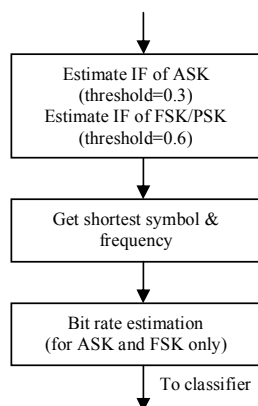 Estimate IF of ASK
(threshold=0.3)
Estimate IF of FSK/PSK
(threshold=0.6)
Get shortest symbol &
frequency
Bit rate estimation
(for ASK and FSK only)
To classifier